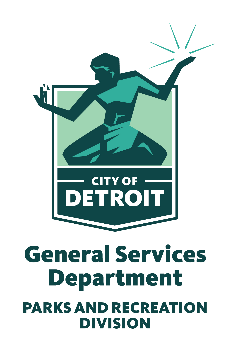 CITY OF
DETROIT
General Services
Department
PARKS AND RECREATION
DIVISION